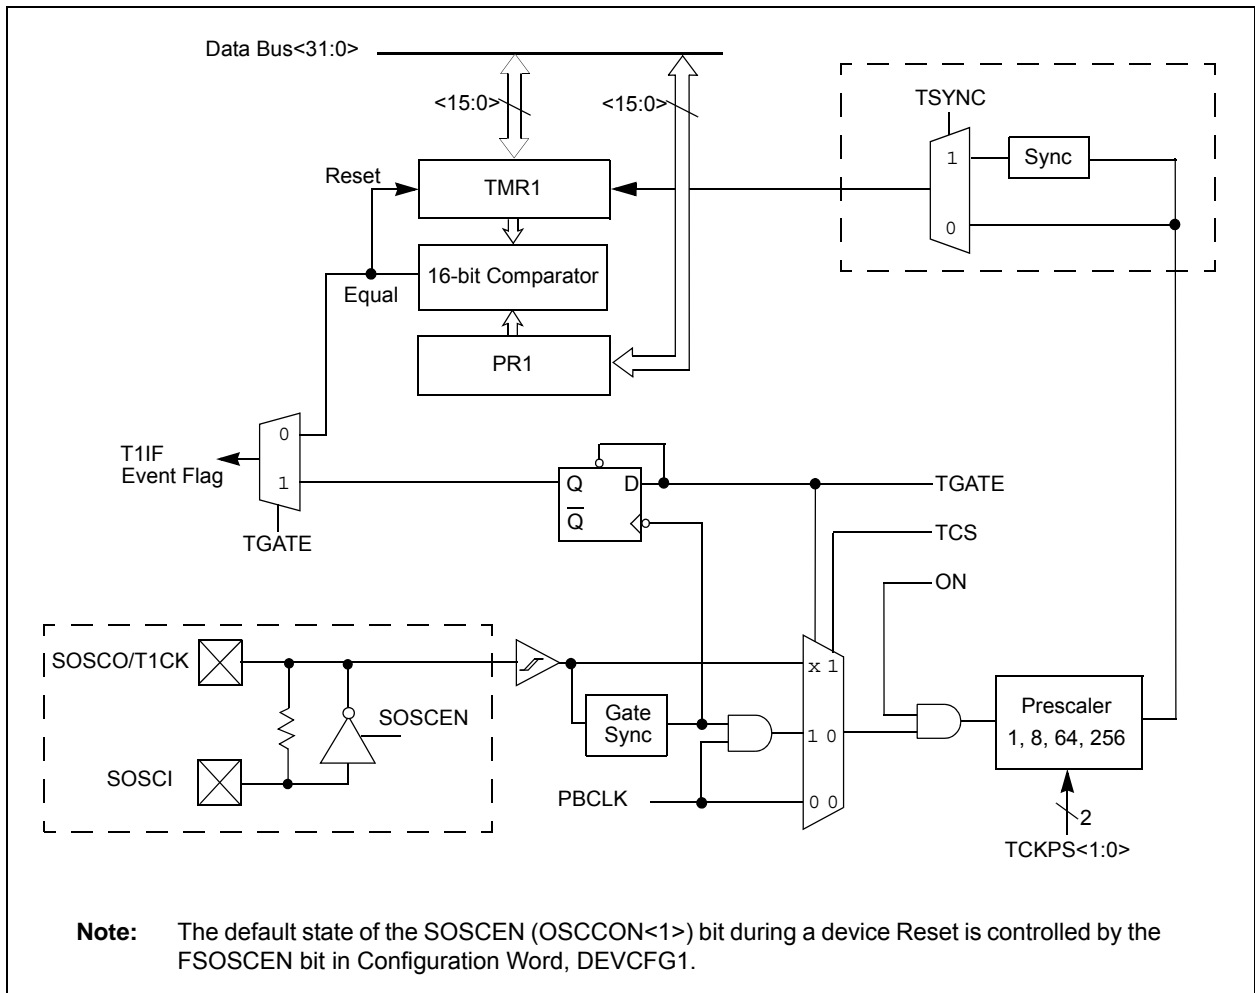 Data Bus<31:0>
<15:0>
<15:0>
TSYNC
1
Sync
Reset
TMR1
0
16-bit Comparator
Equal
PR1
0
T1IF
Event Flag
1
Q
D
Q
TGATE
TGATE
TCS
ON
SOSCO/T1CK
x 1
SOSCEN
Gate
Sync
1 0
Prescaler
1, 8, 64, 256
SOSCI
PBCLK
0 0
2
TCKPS<1:0>
Note: The default state of the SOSCEN (OSCCON<1>) bit during a device Reset is controlled by the
FSOSCEN bit in Configuration Word, DEVCFG1.